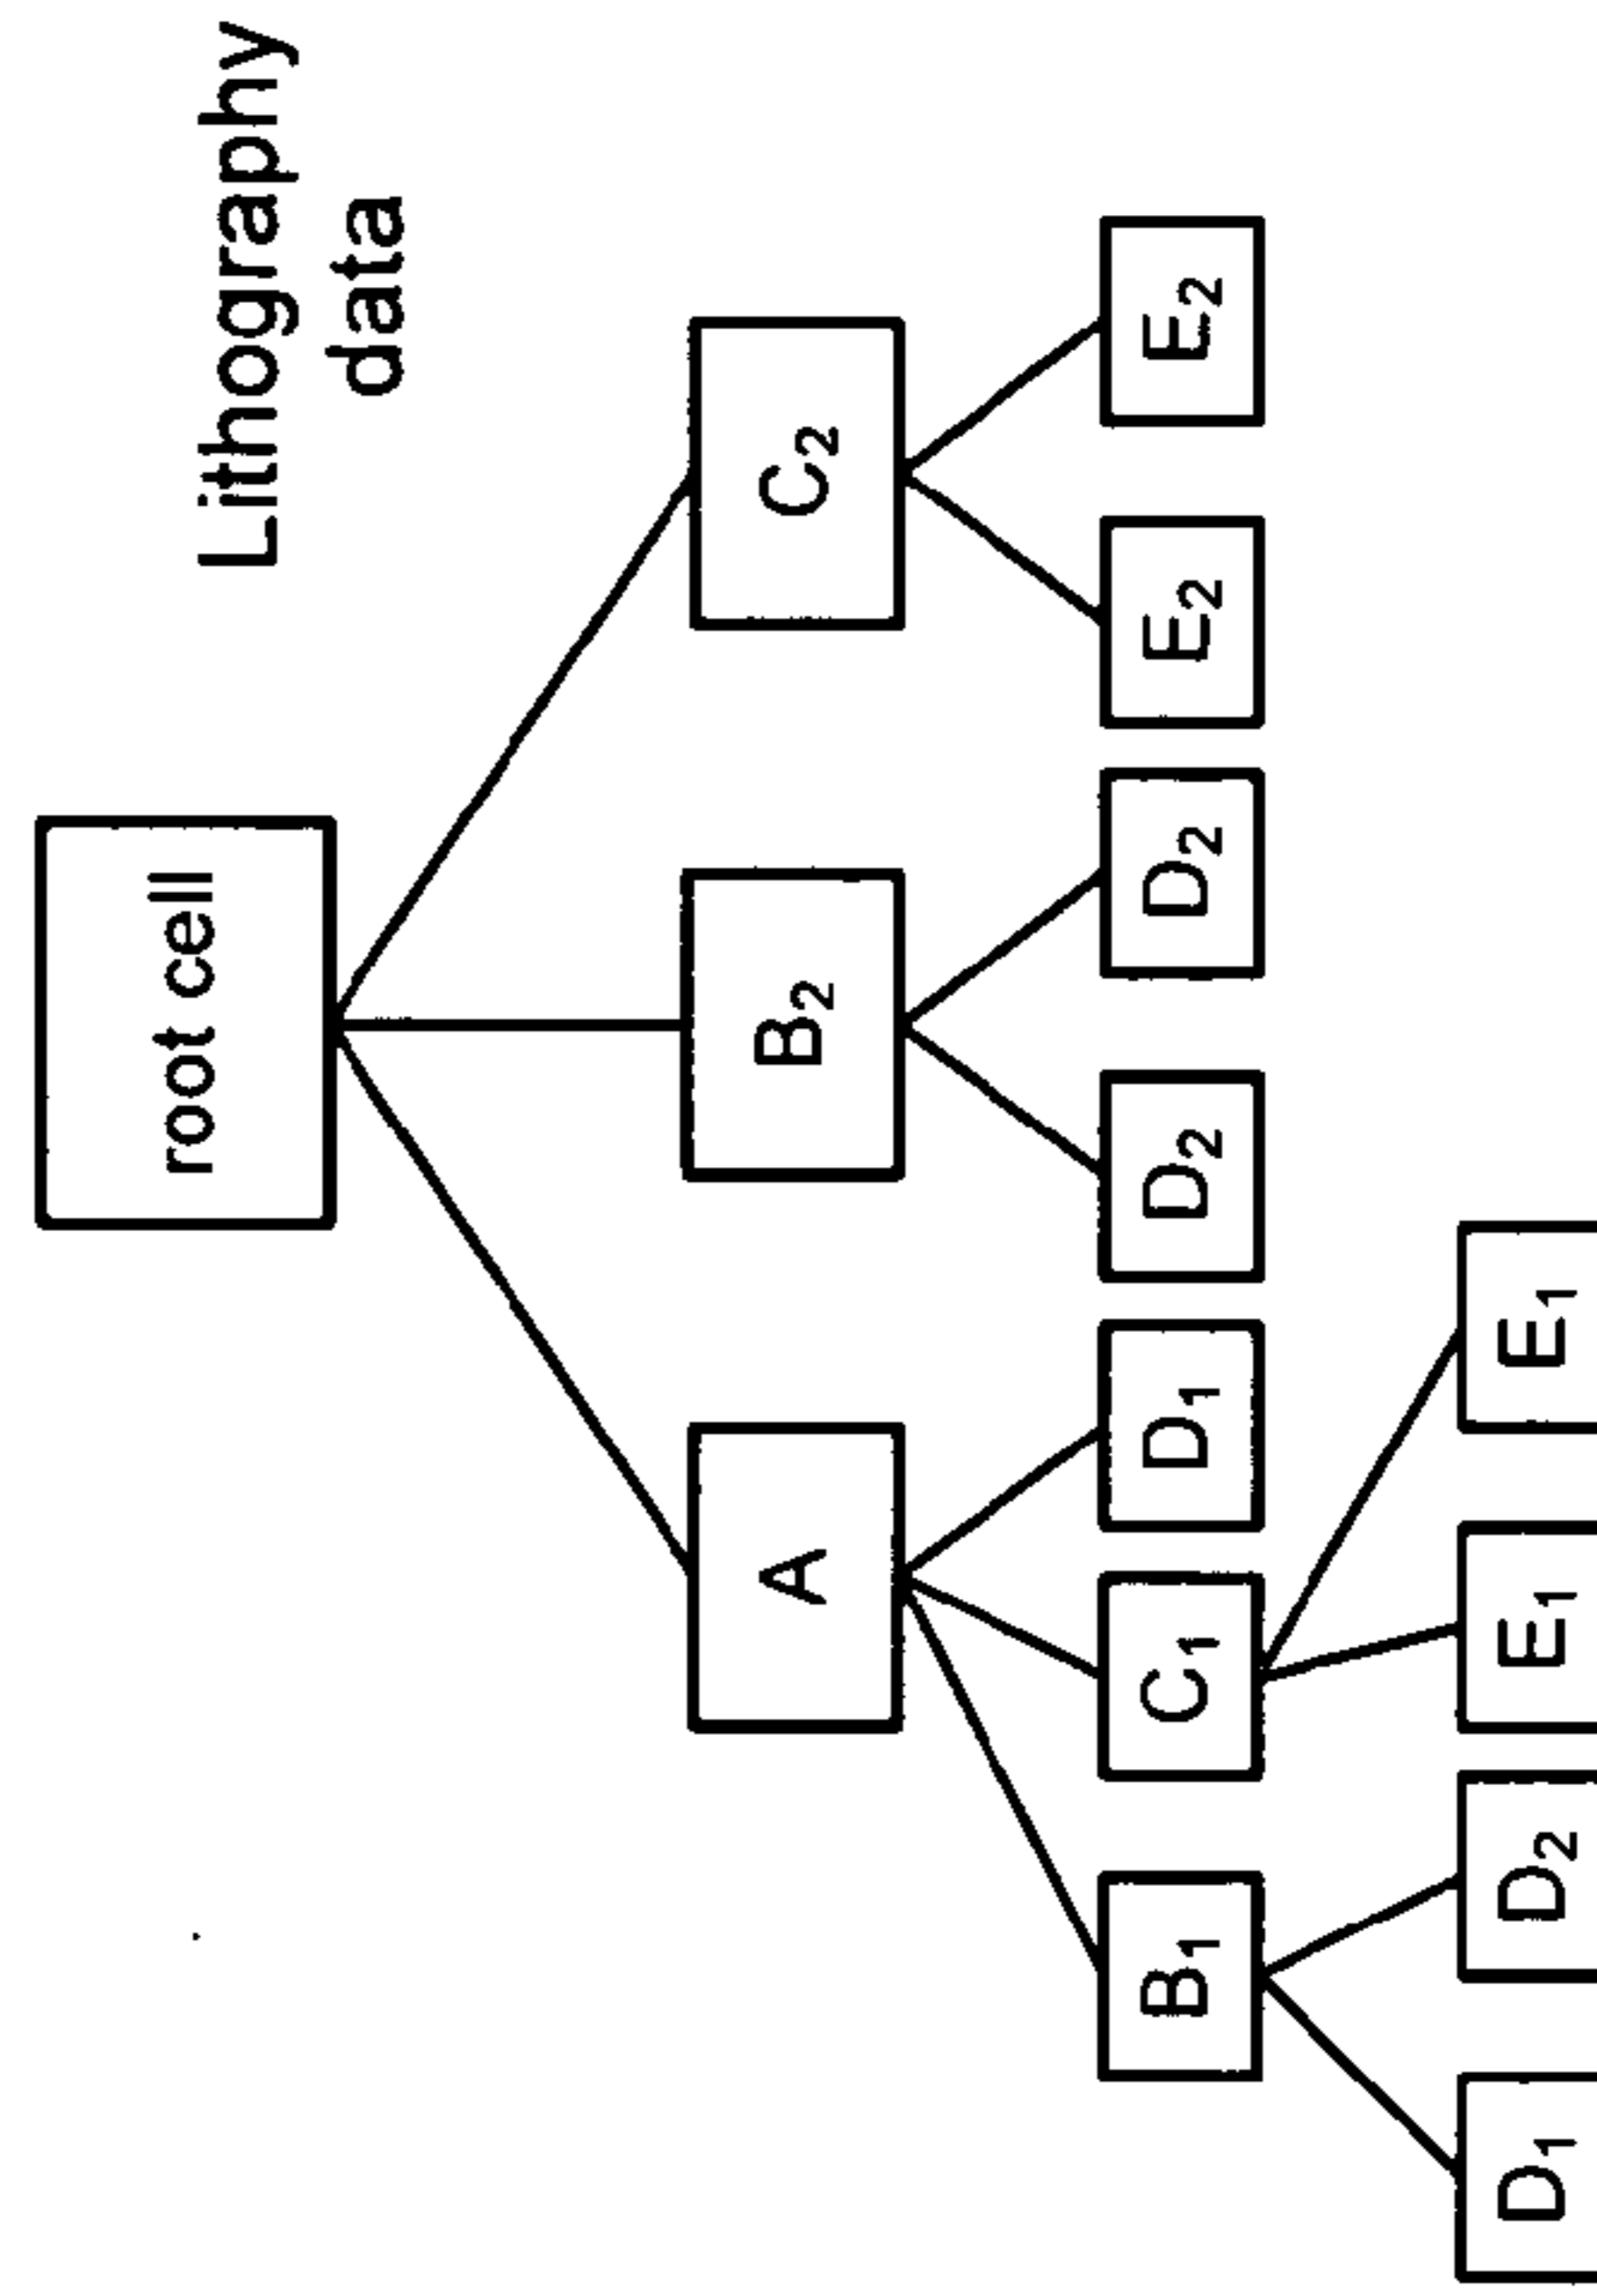 Lithography
data
root cell
A
B₂
C₂
B₁
C₁
D₁
D₂
D₂
E₂
E₂
D₁
D₂
E₁
E₁